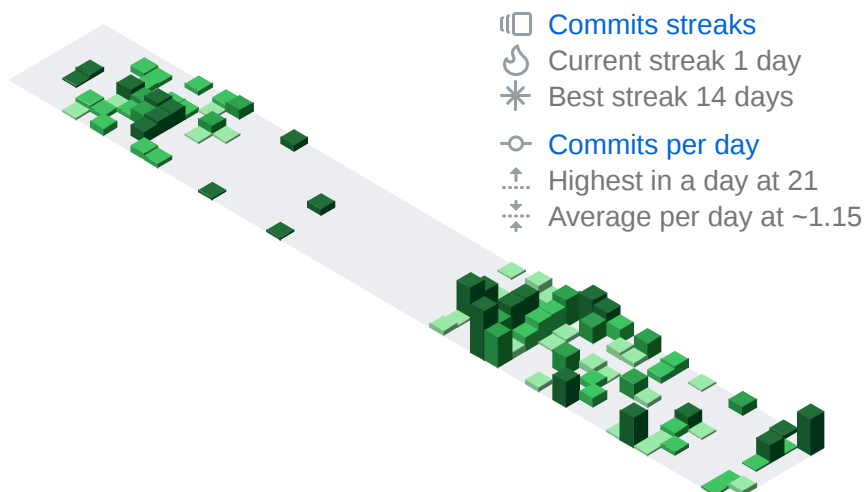 Commits streaks
Current streak 1 day
Best streak 14 days
Commits per day
Highest in a day at 21
Average per day at ~1.15